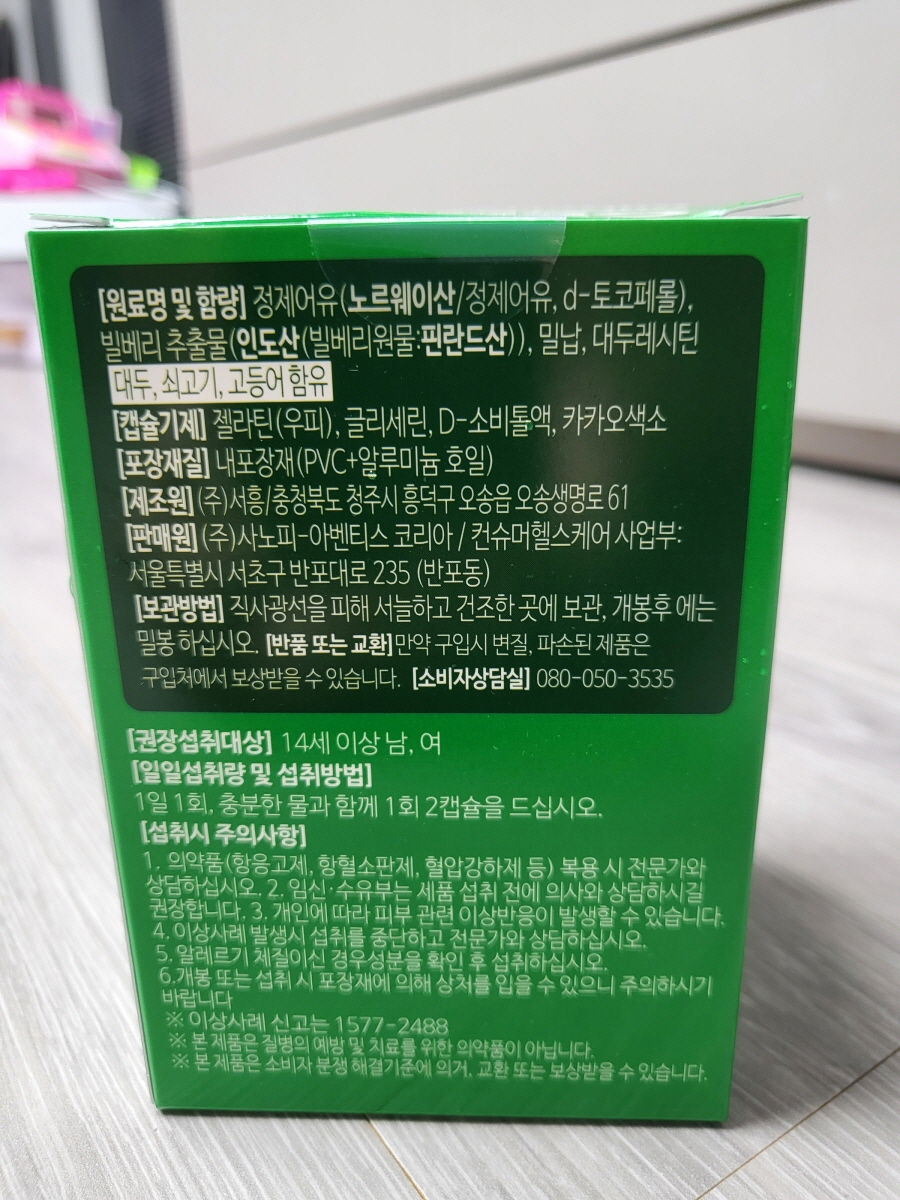 [원료명 및 함량] 정제어유(노르웨이산/정제어유, d-토코페롤),
빌베리 추출물(인도산(빌베리원물:핀란드산)), 밀납, 대두레시틴
대두, 쇠고기, 고등어 함유
[캡슐기제] 젤라틴(우피), 글리세린, D-소비톨액, 카카오색소
[포장재질] 내포장재(PVC+알루미늄 호일)
[제조원] (주)서흥/충청북도 청주시 흥덕구 오송읍 오송생명로 61
[판매원] (주)사노피-아벤티스 코리아 / 컨슈머헬스케어 사업부:
서울특별시 서초구 반포대로 235 (반포동)
[보관방법] 직사광선을 피해 서늘하고 건조한 곳에 보관, 개봉후 에는
밀봉 하십시오. [반품 또는 교환]만약 구입시 변질, 파손된 제품은
구입처에서 보상받을 수 있습니다. [소비자상담실] 080-050-3535
[권장섭취대상] 14세 이상 남, 여
[일일섭취량 및 섭취방법]
1일 1회, 충분한 물과 함께 1회 2캡슐을 드십시오.
[섭취시 주의사항]
1. 의약품(항응고제, 항혈소판제, 혈압강하제 등) 복용 시 전문가와
상담하십시오. 2. 임신·수유부는 제품 섭취 전에 의사와 상담하시길
권장합니다. 3. 개인에 따라 피부 관련 이상반응이 발생할 수 있습니다.
4. 이상사례 발생시 섭취를 중단하고 전문가와 상담하십시오.
5. 알레르기 체질이신 경우성분을 확인 후 섭취하십시오.
6.개봉 또는 섭취 시 포장재에 의해 상처를 입을 수 있으니 주의하시기
바랍니다
※ 이상사례 신고는 1577-2488
※ 본 제품은 질병의 예방 및 치료를 위한 의약품이 아닙니다.
※ 본 제품은 소비자 분쟁 해결기준에 의거, 교환 또는 보상받을 수 있습니다.